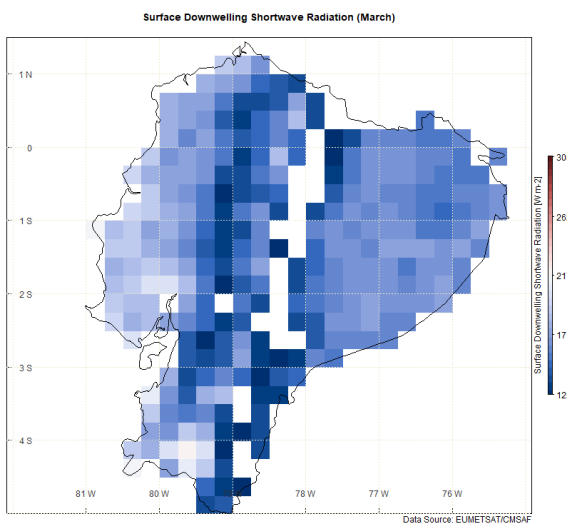 Surface Downwelling Shortwave Radiation (March)
1 N
0
1 S
2 S
3 S
4 S
81 W
80 W
79 W
78 W
77 W
76 W
30
26
21
17
12
Surface Downwelling Shortwave Radiation [W m-2]
Data Source: EUMETSAT/CMSAF